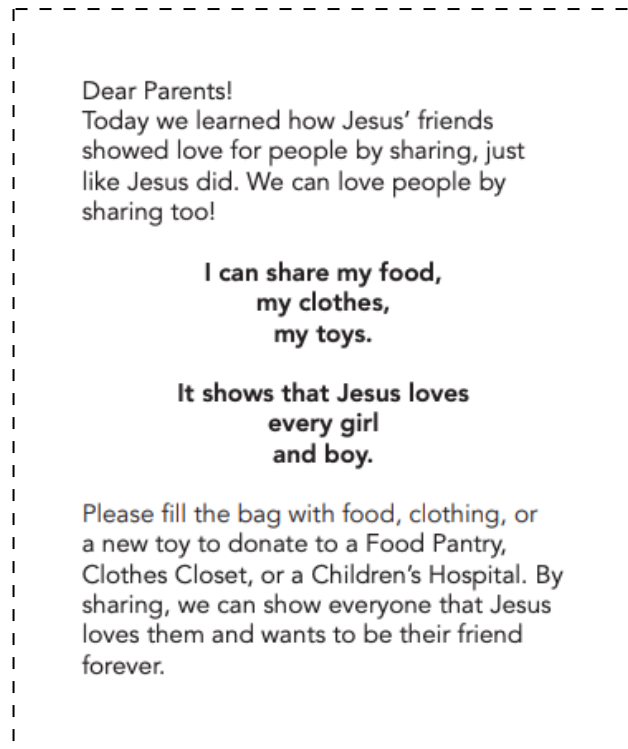 Dear Parents!
Today we learned how Jesus’ friends
showed love for people by sharing, just
like Jesus did. We can love people by
sharing too!
I can share my food,
my clothes,
my toys.
It shows that Jesus loves
every girl
and boy.
Please fill the bag with food, clothing, or
a new toy to donate to a Food Pantry,
Clothes Closet, or a Children’s Hospital. By
sharing, we can show everyone that Jesus
loves them and wants to be their friend
forever.